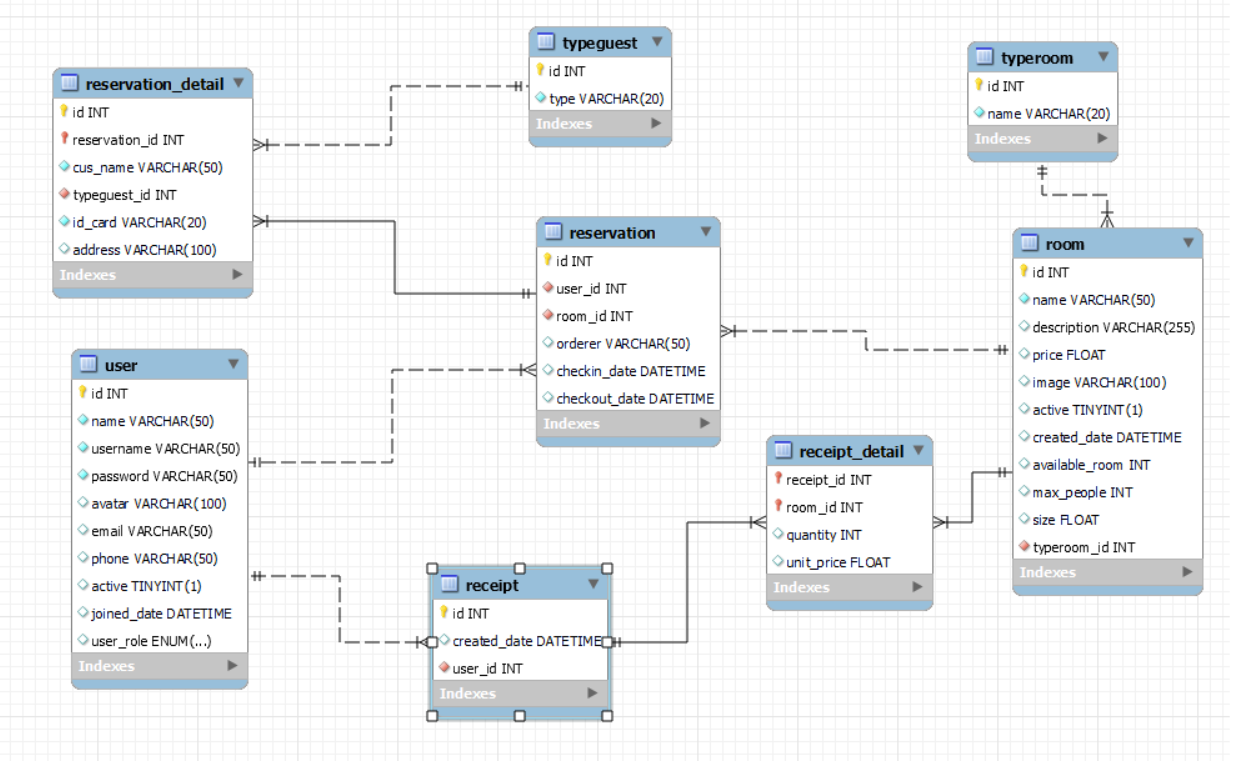 typeguest
id INT
type VARCHAR(20)
Indexes
typeroom
id INT
name VARCHAR(20)
Indexes
reservation_detail
id INT
reservation_id INT
cus_name VARCHAR(50)
typeguest_id INT
id_card VARCHAR(20)
address VARCHAR(100)
Indexes
reservation
id INT
user_id INT
room_id INT
orderer VARCHAR(50)
checkin_date DATETIME
checkout_date DATETIME
Indexes
room
id INT
name VARCHAR(50)
description VARCHAR(255)
price FLOAT
image VARCHAR(100)
active TINYINT(1)
created_date DATETIME
available_room INT
max_people INT
size FLOAT
typeroom_id INT
Indexes
user
id INT
name VARCHAR(50)
username VARCHAR(50)
password VARCHAR(50)
avatar VARCHAR(100)
email VARCHAR(50)
phone VARCHAR(50)
active TINYINT(1)
joined_date DATETIME
user_role ENUM(...)
Indexes
receipt_detail
receipt_id INT
room_id INT
quantity INT
unit_price FLOAT
Indexes
receipt
id INT
created_date DATETIME
user_id INT
Indexes